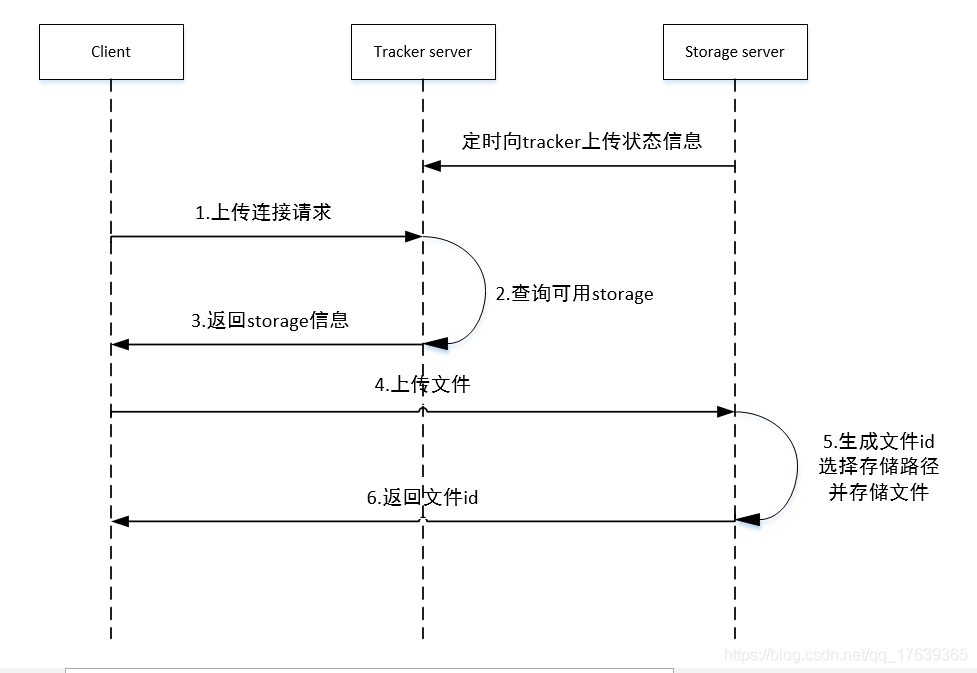 Client
Tracker server
Storage server
定时向tracker上传状态信息
1.上传连接请求
2.查询可用storage
3.返回storage信息
4.上传文件
5.生成文件id
选择存储路径
并存储文件
6.返回文件id
https://blog.csdn.net/qq_17639365